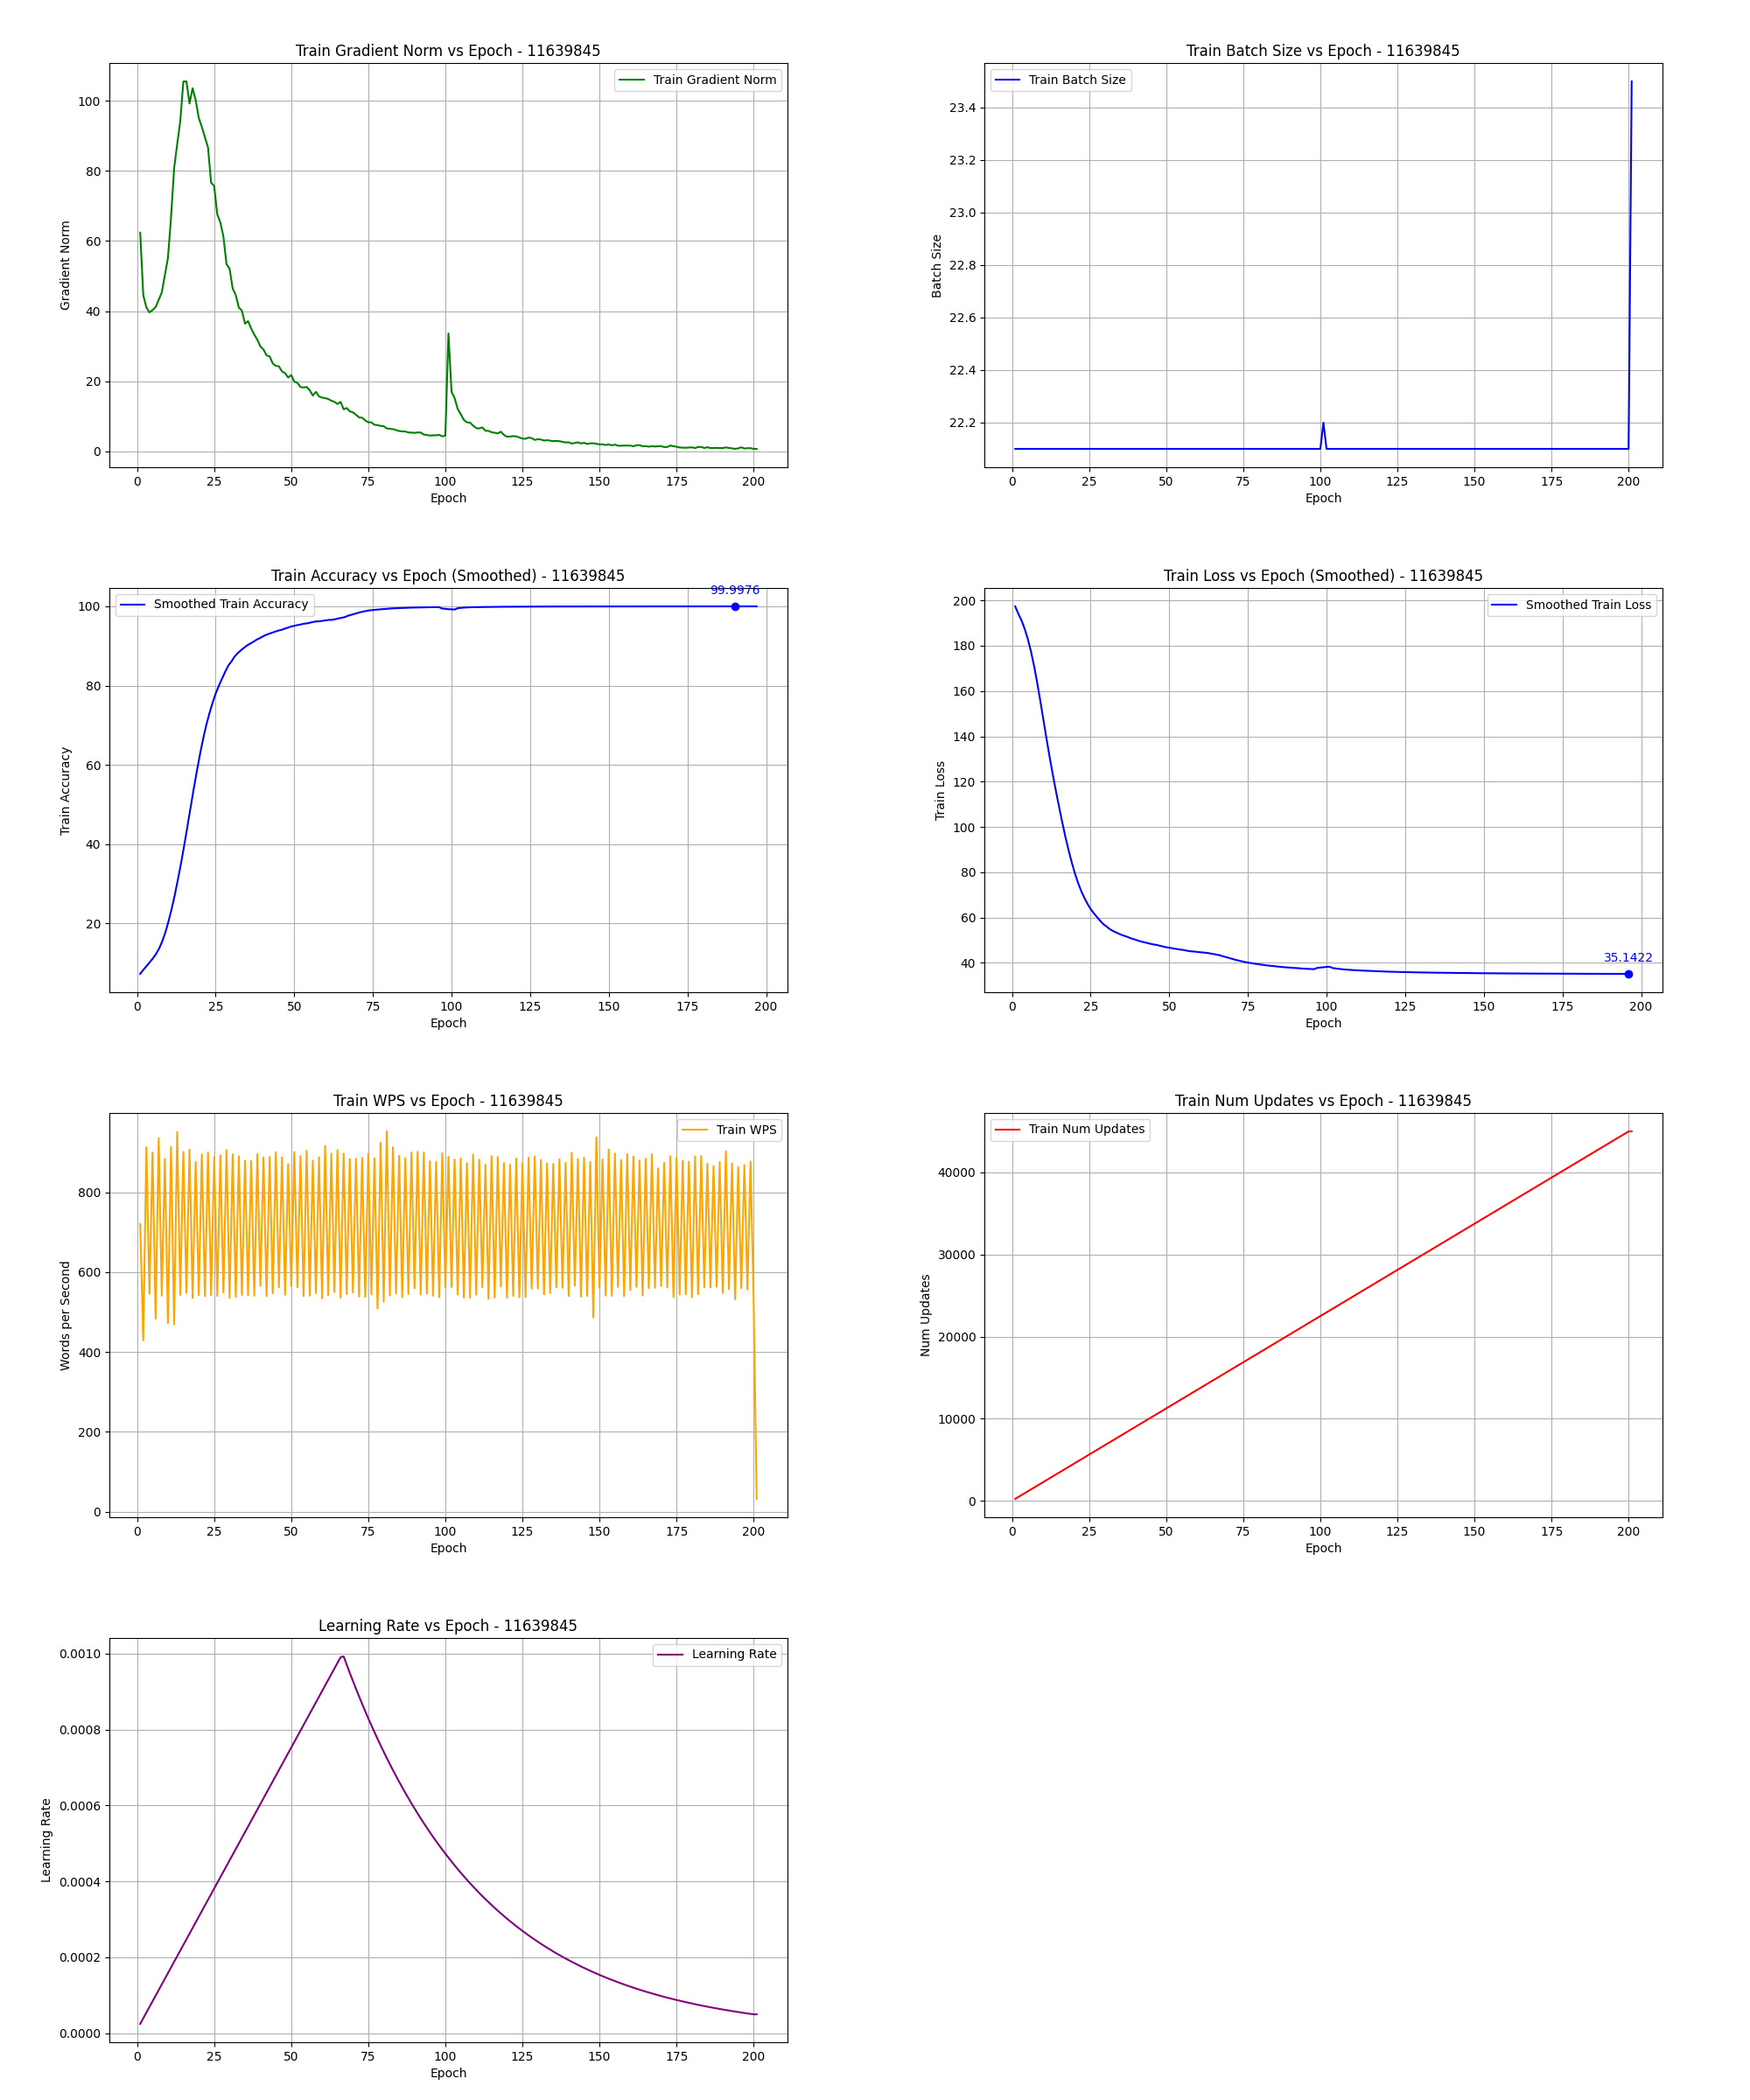 Train Gradient Norm vs Epoch - 11639845
Train Gradient Norm
100
80
60
40
20
0
Gradient Norm
0 25 50 75 100 125 150 175 200
Epoch
Train Batch Size vs Epoch - 11639845
Train Batch Size
23.4
23.2
23.0
22.8
22.6
22.4
22.2
Batch Size
0 25 50 75 100 125 150 175 200
Epoch
Train Accuracy vs Epoch (Smoothed) - 11639845
99.9976
Smoothed Train Accuracy
100
80
60
40
20
Train Accuracy
0 25 50 75 100 125 150 175 200
Epoch
Train Loss vs Epoch (Smoothed) - 11639845
Smoothed Train Loss
200
180
160
140
120
100
80
60
40
35.1422
Train Loss
0 25 50 75 100 125 150 175 200
Epoch
Train WPS vs Epoch - 11639845
Train WPS
800
600
400
200
0
Words per Second
0 25 50 75 100 125 150 175 200
Epoch
Train Num Updates vs Epoch - 11639845
Train Num Updates
40000
30000
20000
10000
0
Num Updates
0 25 50 75 100 125 150 175 200
Epoch
Learning Rate vs Epoch - 11639845
Learning Rate
0.0010
0.0008
0.0006
0.0004
0.0002
0.0000
Learning Rate
0 25 50 75 100 125 150 175 200
Epoch